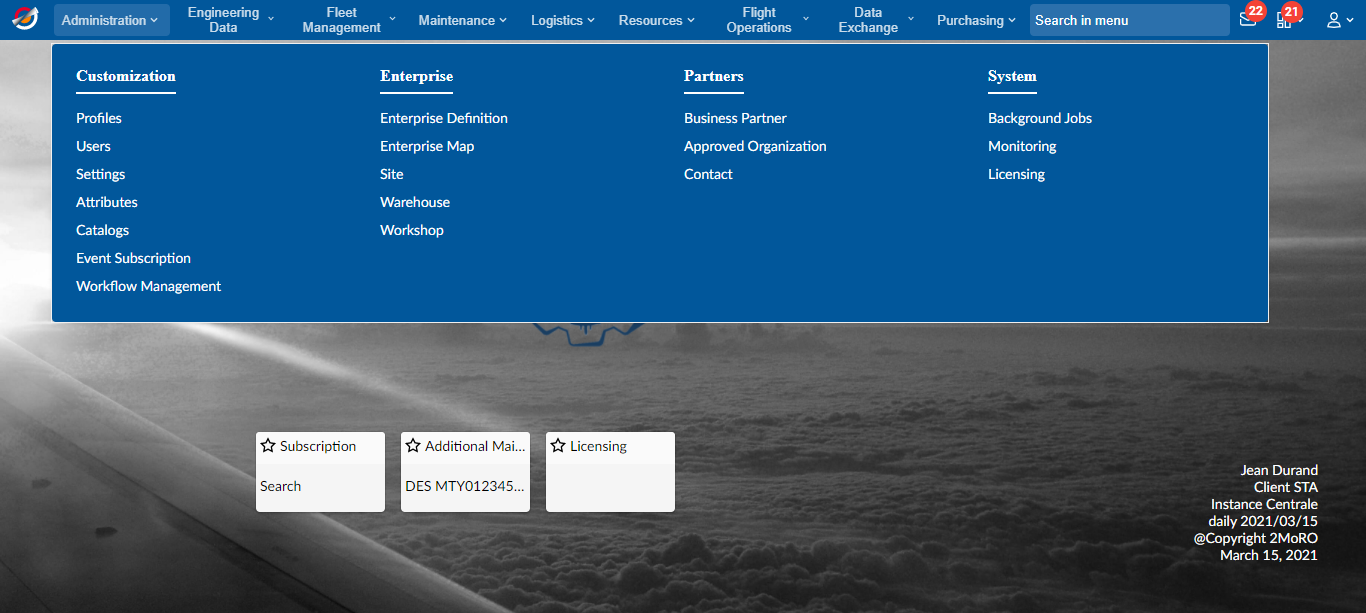 Administration
Engineering
Data
Fleet
Management
Maintenance
Logistics
Resources
Flight
Operations
Data
Exchange
Purchasing
Search in menu
22
21
Customization
Profiles
Users
Settings
Attributes
Catalogs
Event Subscription
Workflow Management
Enterprise
Enterprise Definition
Enterprise Map
Site
Warehouse
Workshop
Partners
Business Partner
Approved Organization
Contact
System
Background Jobs
Monitoring
Licensing
Subscription
Search
Additional Mai...
DES MTY012345...
Licensing
Jean Durand
Client STA
Instance Centrale
daily 2021/03/15
@Copyright 2MoRO
March 15, 2021